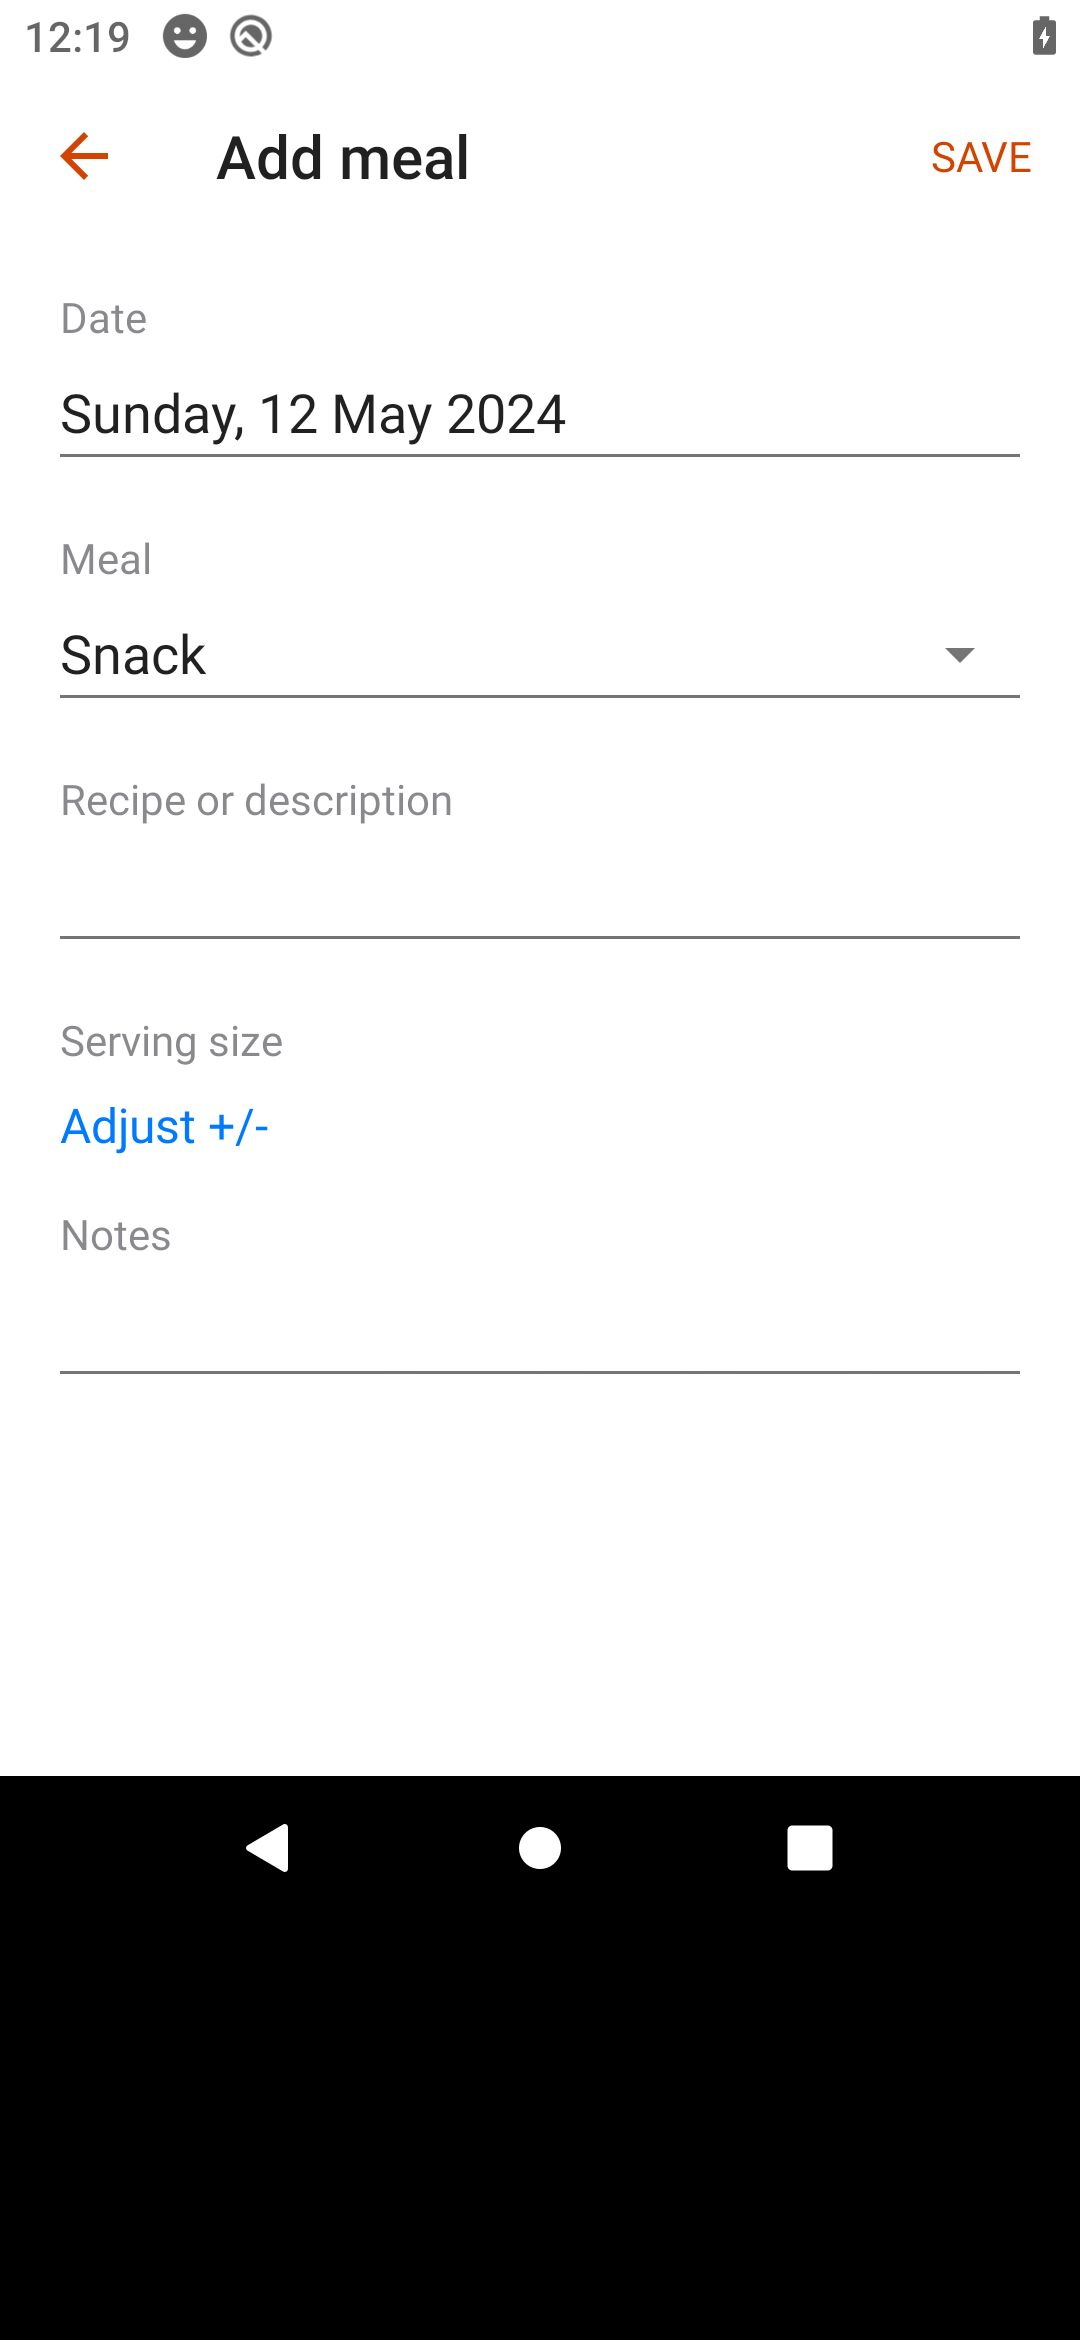 12:19
Add meal
SAVE
Date
Sunday, 12 May 2024
Meal
Snack
Recipe or description
Serving size
Adjust +/-
Notes